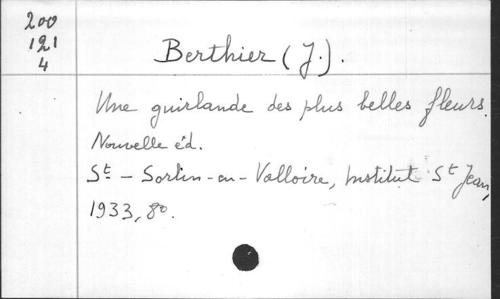 200
121
4
Berthier (J.).
Une guirlande des plus belles fleurs.
Nouvelle éd.
St - Sorlin-en-Valloire, Institut St Jean,
1933, 8º.